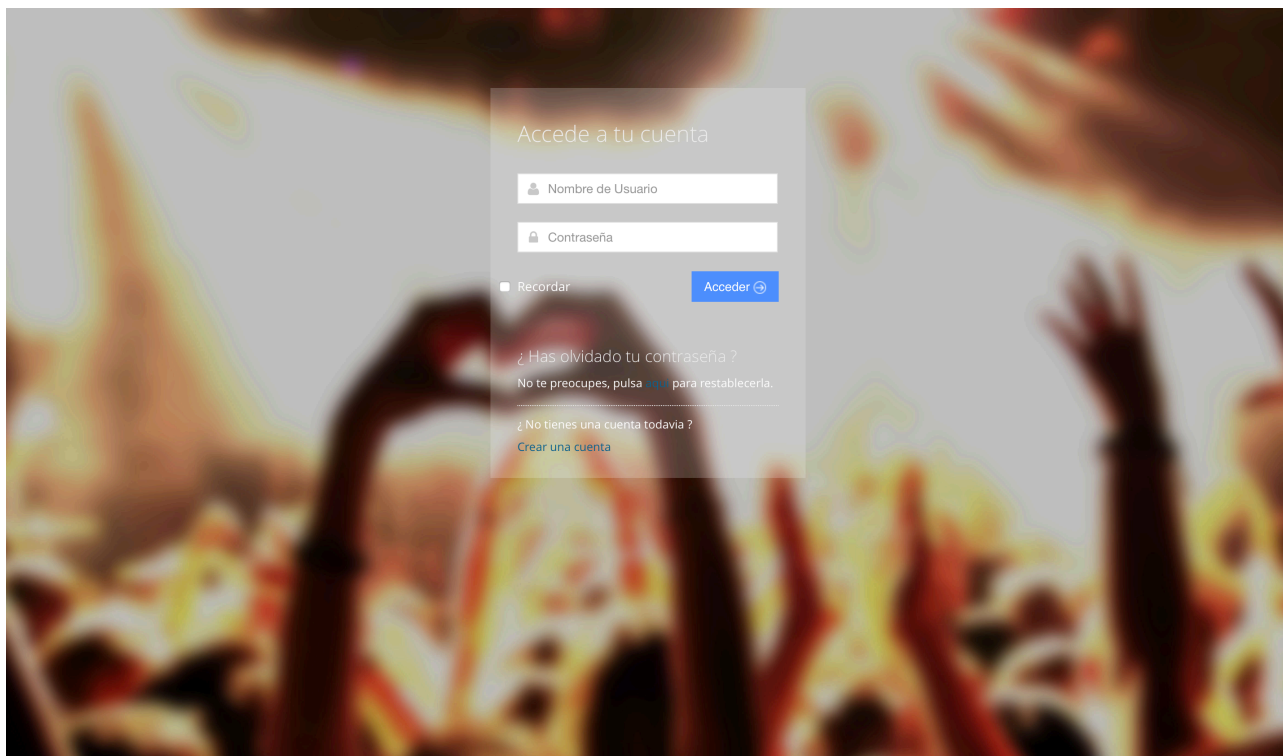 Accede a tu cuenta
Nombre de Usuario
Contraseña
Recordar
Acceder
¿ Has olvidado tu contraseña ?
No te preocupes, pulsa para restablecerla.
¿ No tienes una cuenta todavia ?
Crear una cuenta